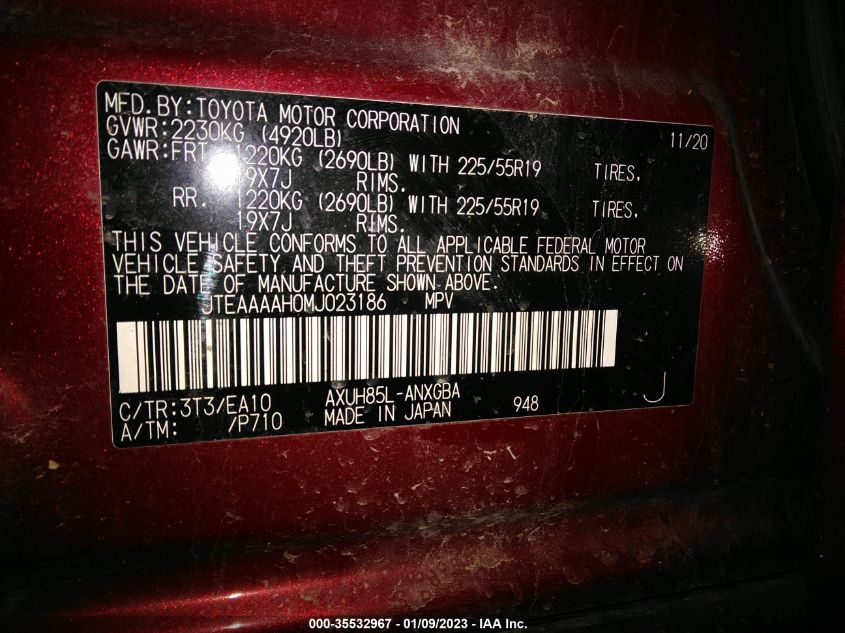 MFD.BY:TOYOTA MOTOR CORPORATION 11/20
GVWR:2230KG (4920LB)
GAWR:FRT. 1220KG (2690LB) WITH 225/55R19 TIRES,
19X7J RIMS.
RR. 1220KG (2690LB) WITH 225/55R19 TIRES,
19X7J RIMS.
THIS VEHICLE CONFORMS TO ALL APPLICABLE FEDERAL MOTOR
VEHICLE SAFETY AND THEFT PREVENTION STANDARDS IN EFFECT ON
THE DATE OF MANUFACTURE SHOWN ABOVE.
JTEAAAAH0MJ023186 MPV
C/TR:3T3/EA10 AXUH85L-ANXGBA 948 J
A/TM: /P710 MADE IN JAPAN
000-35532967 - 01/09/2023 - IAA Inc.